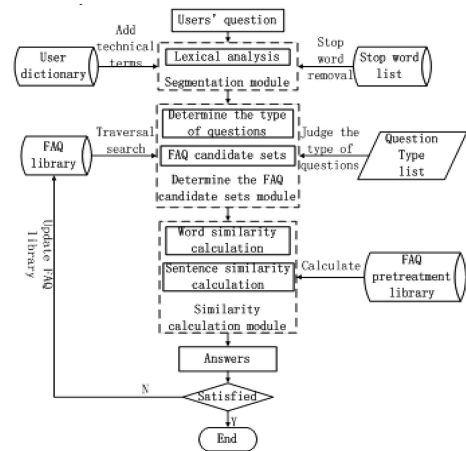 Users' question
Add
technical
terms
User
dictionary
Lexical analysis
Segmentation module
Stop
word
removal
Stop word
list
Determine the type
of questions
FAQ
library
Traversal
search
FAQ candidate sets
Judge the
type of
questions
Question
Type
list
Determine the FAQ
candidate sets module
Update FAQ
library
Word similarity
calculation
Sentence similarity
calculation
Calculate
FAQ
pretreatment
library
Similarity
calculation module
Answers
N
Satisfied
Y
End